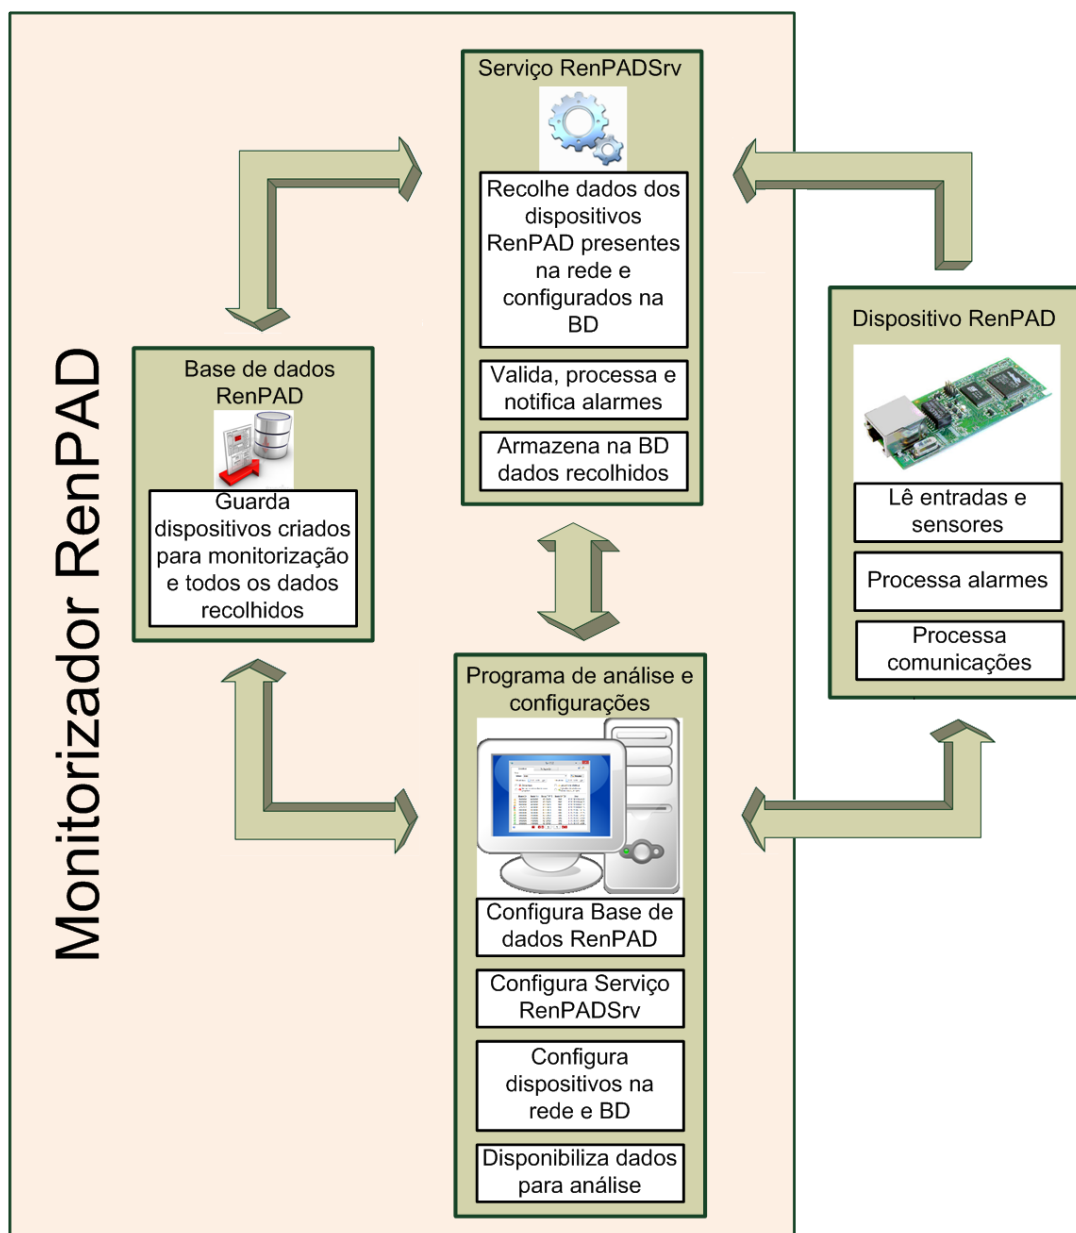 Monitorizador RenPAD
Serviço RenPADSrv
Recolhe dados dos
dispositivos
RenPAD presentes
na rede e
configurados na
BD
Valida, processa e
notifica alarmes
Armazena na BD
dados recolhidos
Base de dados
RenPAD
Guarda
dispositivos criados
para monitorização
e todos os dados
recolhidos
Dispositivo RenPAD
Lê entradas e
sensores
Processa alarmes
Processa
comunicações
Programa de análise e
configurações
Configura Base de
dados RenPAD
Configura Serviço
RenPADSrv
Configura
dispositivos na
rede e BD
Disponibiliza dados
para análise